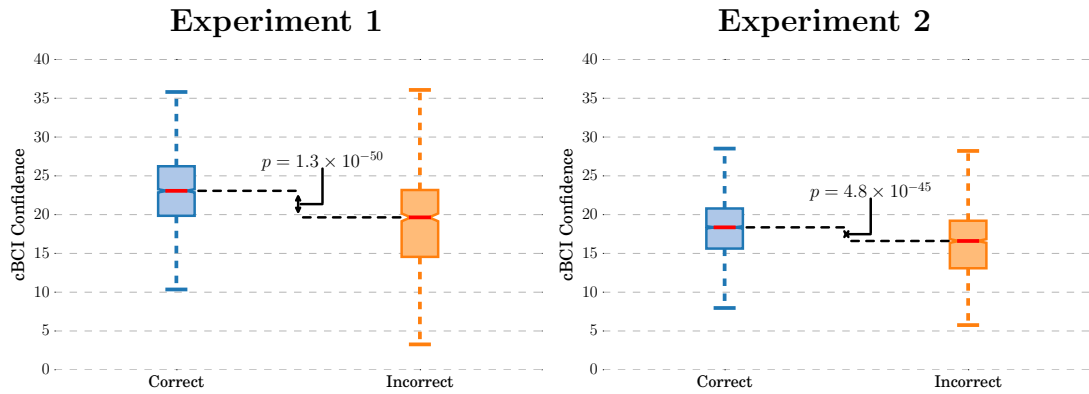 Experiment 1
cBCI Confidence
40
35
30
25
20
15
10
5
0
p = 1.3 × 10⁻⁵⁰
Correct
Incorrect
Experiment 2
cBCI Confidence
40
35
30
25
20
15
10
5
0
p = 4.8 × 10⁻⁴⁵
Correct
Incorrect